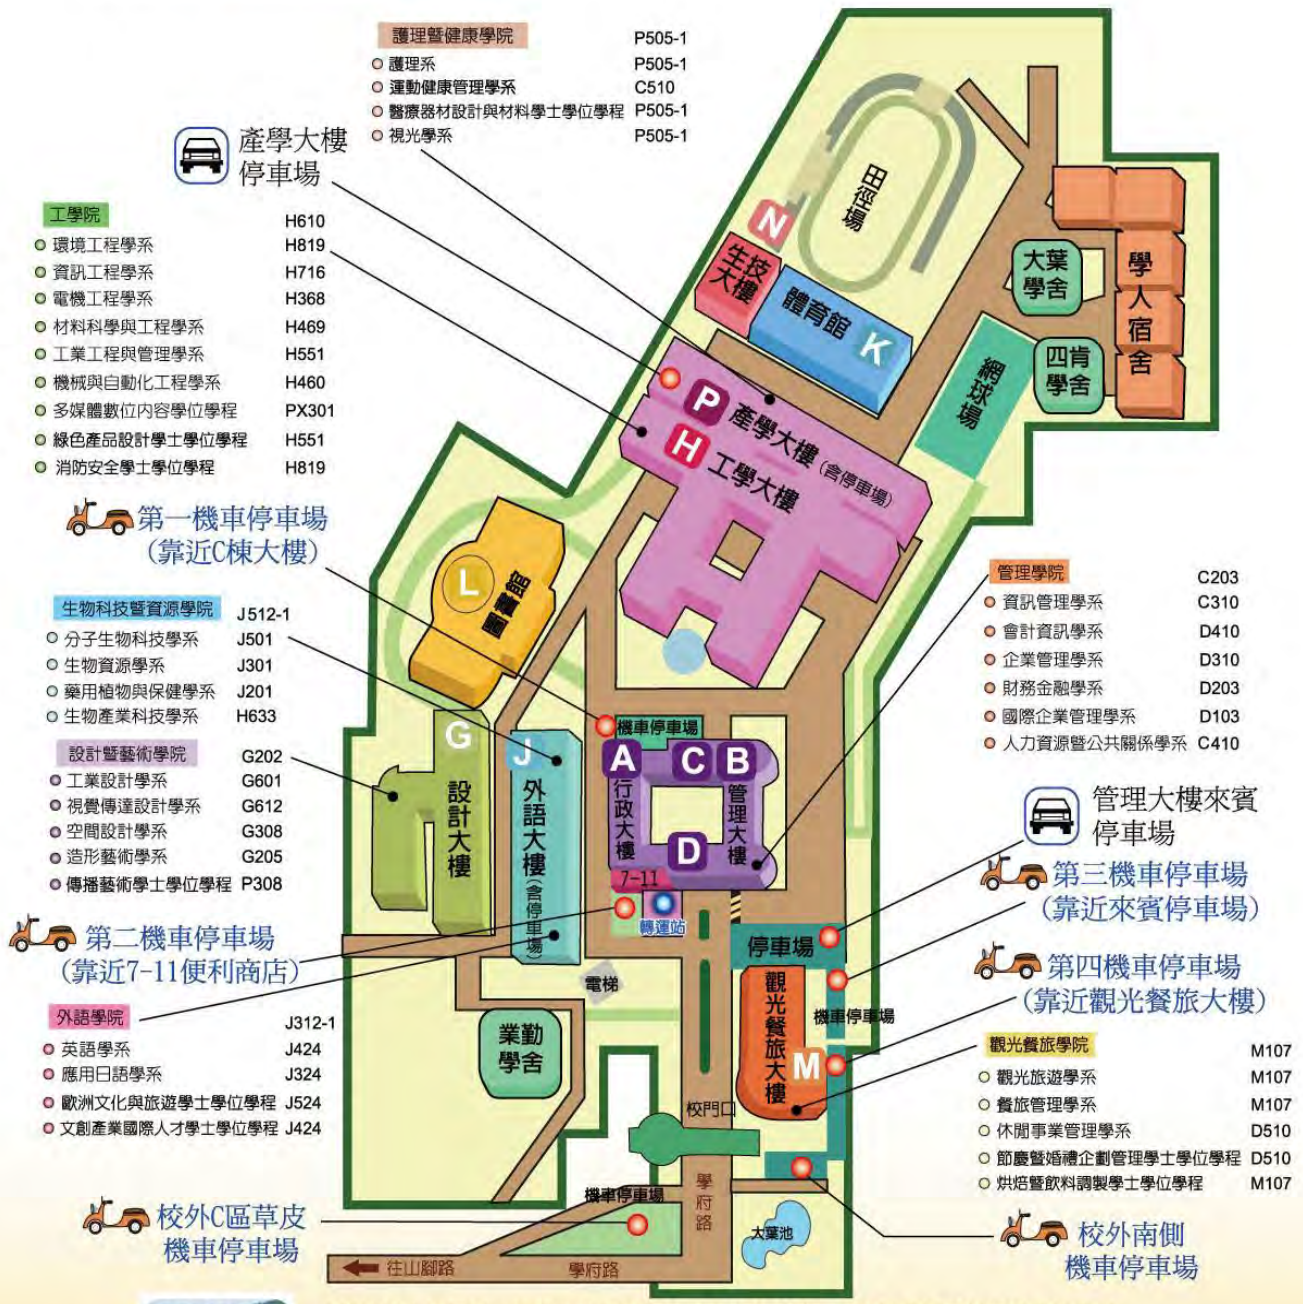 護理暨健康學院 P505-1
護理系 P505-1
運動健康管理學系 C510
醫療器材設計與材料學士學位學程 P505-1
視光學系 P505-1
產學大樓
停車場
工學院 H610
環境工程學系 H819
資訊工程學系 H716
電機工程學系 H368
材料科學與工程學系 H469
工業工程與管理學系 H551
機械與自動化工程學系 H460
多媒體數位內容學位學程 PX301
綠色產品設計學士學位學程 H551
消防安全學士學位學程 H819
第一機車停車場
(靠近C棟大樓)
生物科技暨資源學院 J512-1
分子生物科技學系 J501
生物資源學系 J301
藥用植物與保健學系 J201
生物產業科技學系 H633
設計暨藝術學院 G202
工業設計學系 G601
視覺傳達設計學系 G612
空間設計學系 G308
造形藝術學系 G205
傳播藝術學士學位學程 P308
第二機車停車場
(靠近7-11便利商店)
外語學院 J312-1
英語學系 J424
應用日語學系 J324
歐洲文化與旅遊學士學位學程 J524
文創產業國際人才學士學位學程 J424
校外C區草皮
機車停車場
田徑場
N
生技
大樓
體育館
K
大葉
學舍
學人宿舍
四肯
學舍
網球場
P
產學大樓(含停車場)
H
工學大樓
L
圖書館
G
設計大樓
J
外語大樓(含停車場)
機車停車場
A
C
B
行政大樓
管理大樓
D
7-11
轉運站
停車場
電梯
觀光餐旅大樓
M
機車停車場
業勤
學舍
校門口
機車停車場
學府路
大葉池
往山腳路
學府路
管理學院 C203
資訊管理學系 C310
會計資訊學系 D410
企業管理學系 D310
財務金融學系 D203
國際企業管理學系 D103
人力資源暨公共關係學系 C410
管理大樓來賓
停車場
第三機車停車場
(靠近來賓停車場)
第四機車停車場
(靠近觀光餐旅大樓)
觀光餐旅學院 M107
觀光旅遊學系 M107
餐旅管理學系 M107
休閒事業管理學系 D510
節慶暨婚禮企劃管理學士學位學程 D510
烘焙暨飲料調製學士學位學程 M107
校外南側
機車停車場